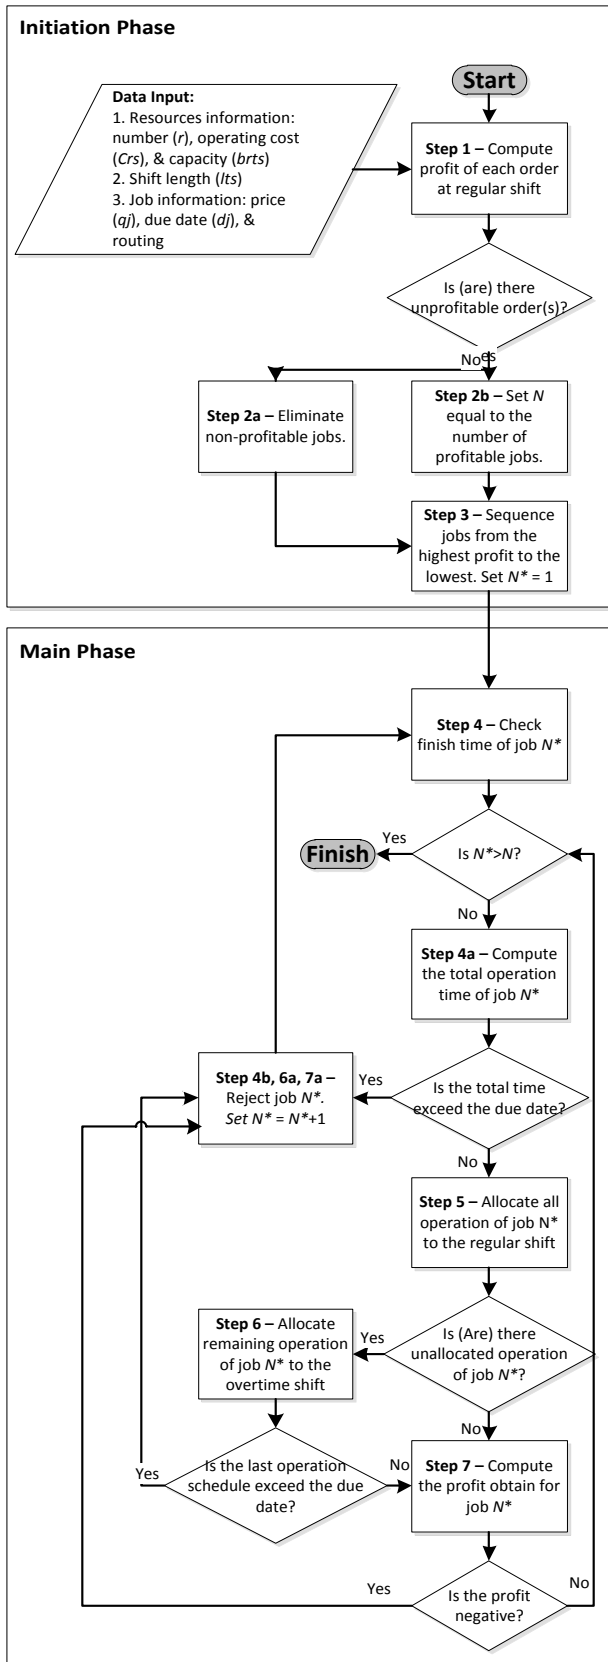 Initiation Phase
Start
Data Input:
1. Resources information:
number (r), operating cost
(Crs), & capacity (brts)
2. Shift length (lts)
3. Job information: price
(qj), due date (dj), &
routing
Step 1 – Compute
profit of each order
at regular shift
Is (are) there
unprofitable order(s)?
No
es
Step 2a – Eliminate
non-profitable jobs.
Step 2b – Set N
equal to the
number of
profitable jobs.
Step 3 – Sequence
jobs from the
highest profit to the
lowest. Set N* = 1
Main Phase
Step 4 – Check
finish time of job N*
Yes
Finish
Is N*>N?
No
Step 4a – Compute
the total operation
time of job N*
Step 4b, 6a, 7a –
Reject job N*.
Set N* = N*+1
Yes
Is the total time
exceed the due date?
No
Step 5 – Allocate all
operation of job N*
to the regular shift
Step 6 – Allocate
remaining operation
of job N* to the
overtime shift
Yes
Is (Are) there
unallocated operation
of job N*?
No
Yes
Is the last operation
schedule exceed the due
date?
No
Step 7 – Compute
the profit obtain for
job N*
Yes
Is the profit
negative?
No